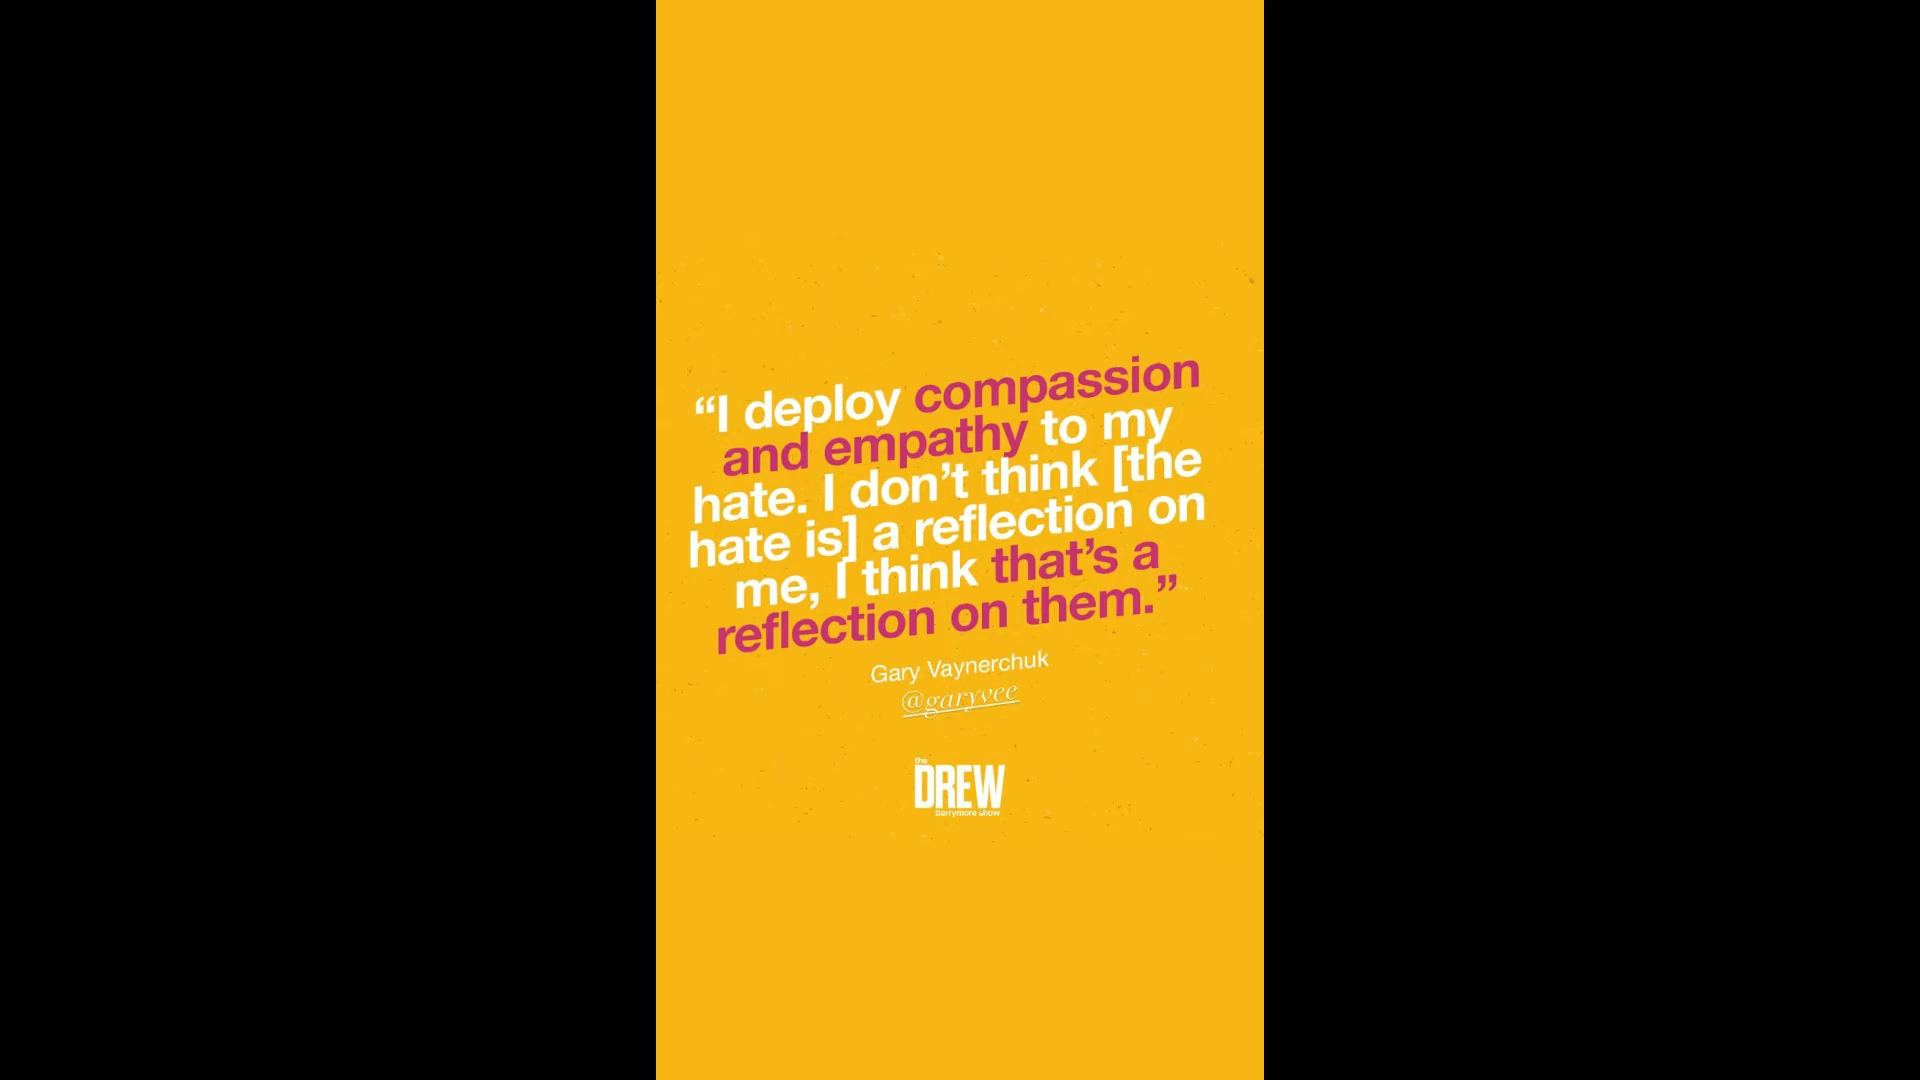 “I deploy compassion
and empathy to my
hate. I don’t think [the
hate is] a reflection on
me, I think that’s a
reflection on them.”
Gary Vaynerchuk
@garyvee
the
DREW
barrymore show